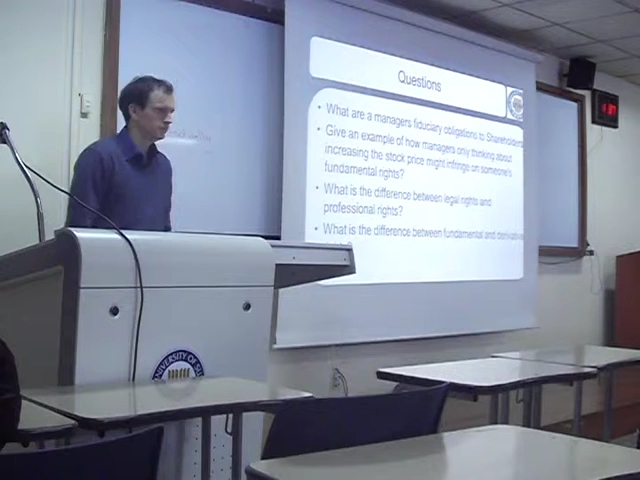 Questions
• What are a managers fiduciary obligations to Shareholders
• Give an example of how managers only thinking about
increasing the stock price might infringe on someone's
fundamental rights?
• What is the difference between legal rights and
professional rights?
• What is the difference between fundamental and derivative
UNIVERSITY OF